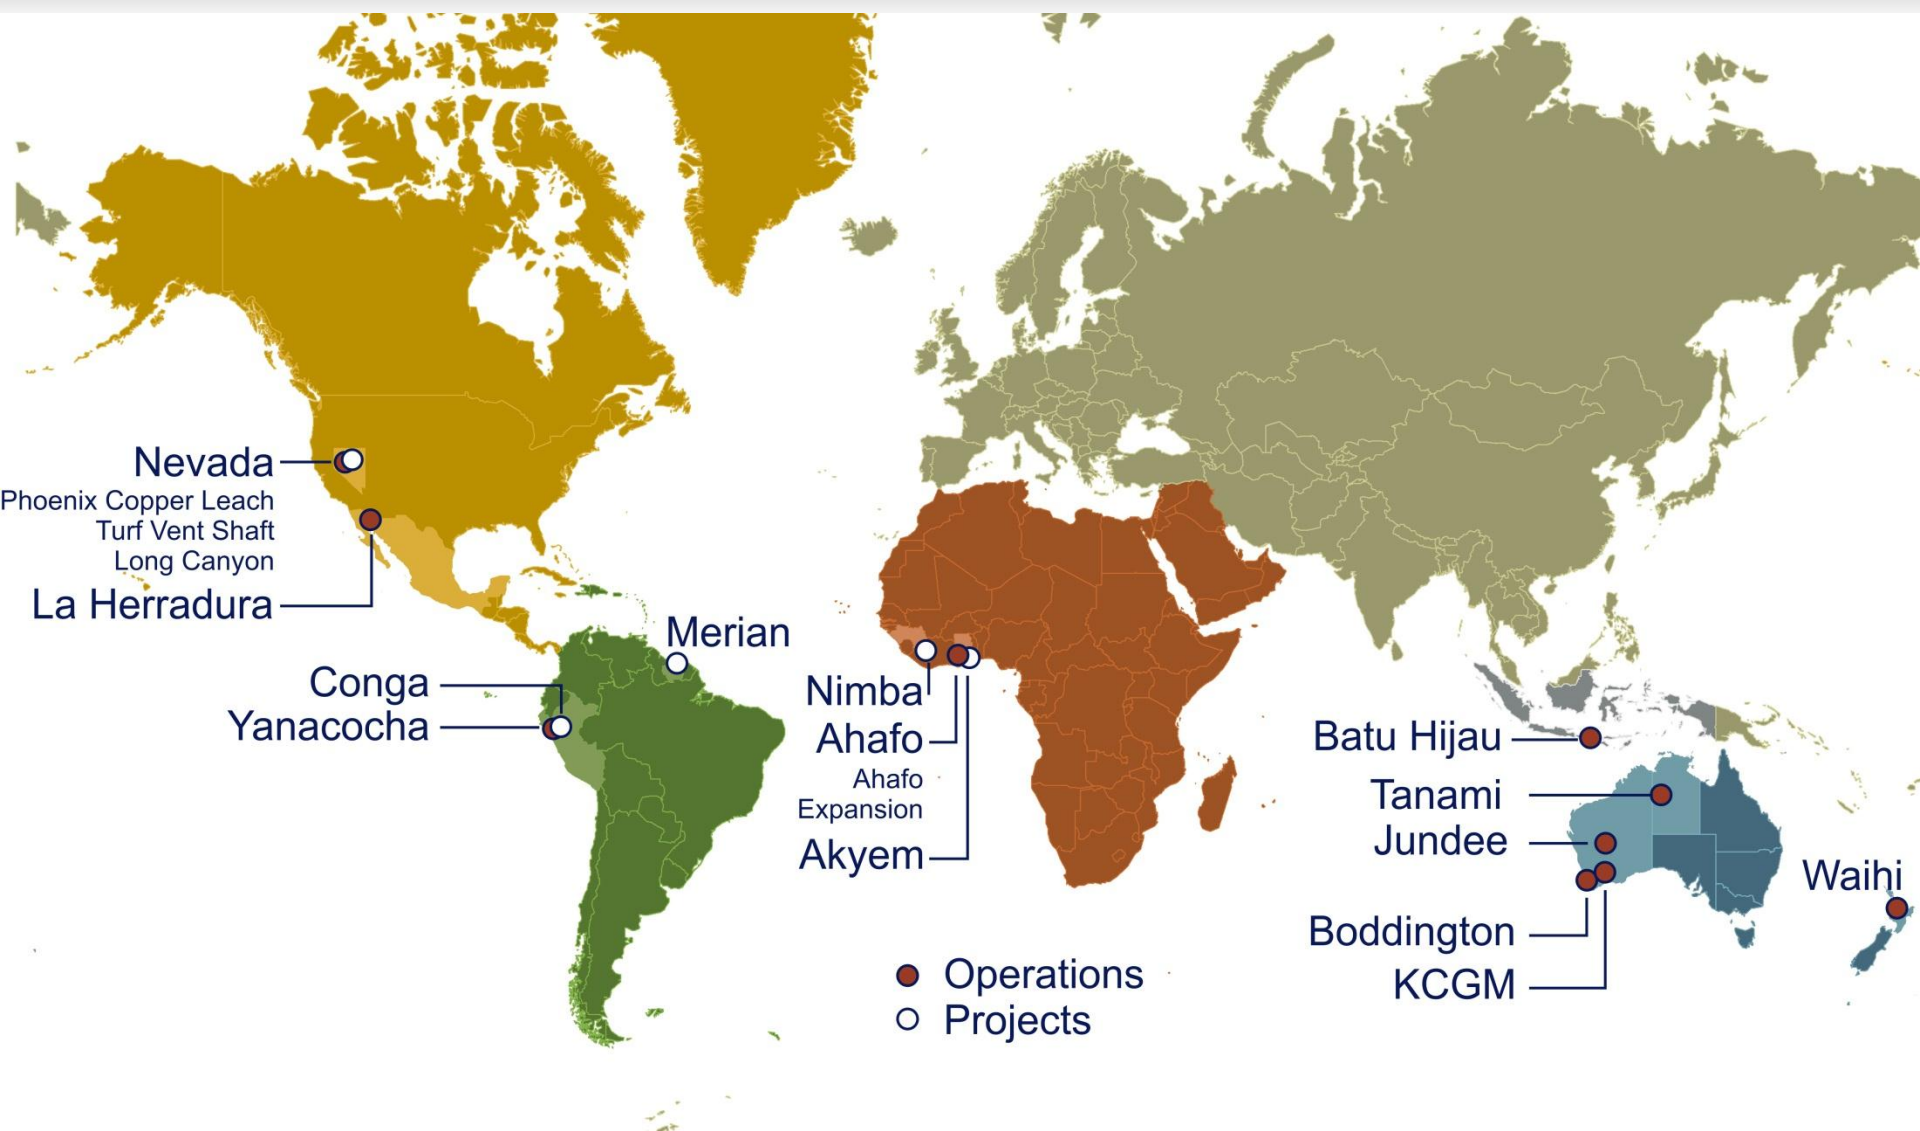 Nevada
Phoenix Copper Leach
Turf Vent Shaft
Long Canyon
La Herradura
Merian
Conga
Yanacocha
Nimba
Ahafo
Ahafo
Expansion
Akyem
Batu Hijau
Tanami
Jundee
Waihi
Boddington
KCGM
Operations
Projects